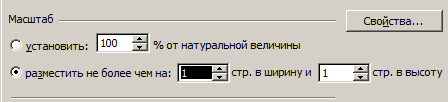 Масштаб
Свойства...
установить: 100 % от натуральной величины
разместить не более чем на: 1 стр. в ширину и 1 стр. в высоту